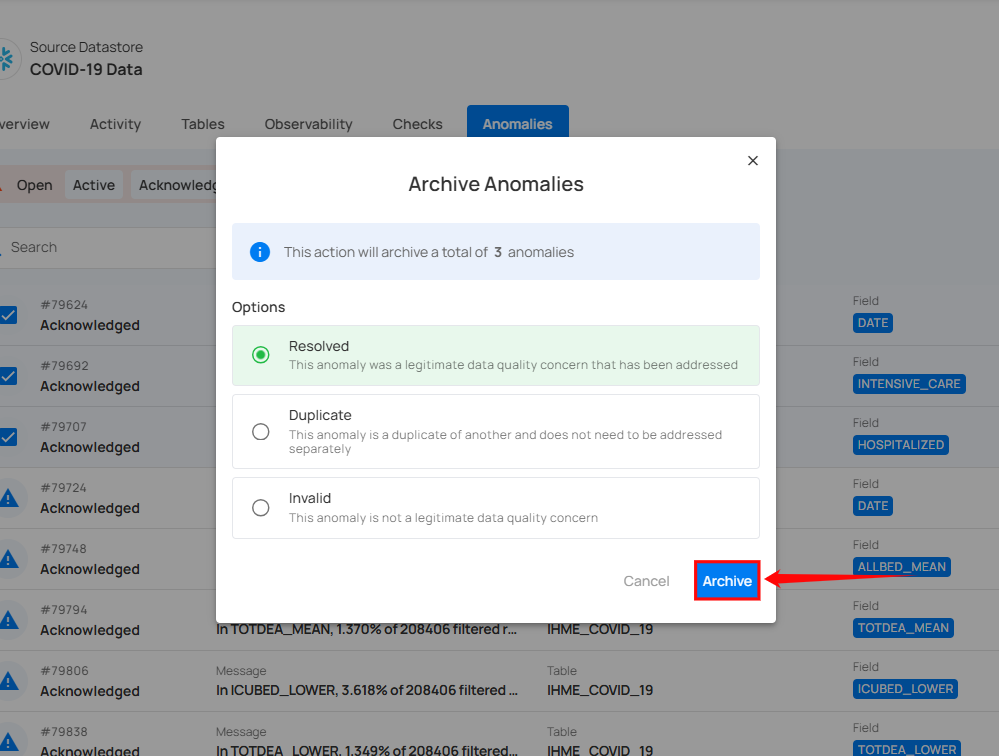 Source Datastore
COVID-19 Data
verview Activity Tables Observability Checks Anomalies
Open Active Acknowledg
Search
Archive Anomalies
This action will archive a total of 3 anomalies
Options
Resolved
This anomaly was a legitimate data quality concern that has been addressed
Duplicate
This anomaly is a duplicate of another and does not need to be addressed
separately
Invalid
This anomaly is not a legitimate data quality concern
Cancel Archive
#79624 Field
Acknowledged DATE
#79692 Field
Acknowledged INTENSIVE_CARE
#79707 Field
Acknowledged HOSPITALIZED
#79724 Field
Acknowledged DATE
#79748 Field
Acknowledged ALLBED_MEAN
#79794 Field
Acknowledged In TOTDEA_MEAN, 1.370% of 208406 filtered r... IHME_COVID_19 TOTDEA_MEAN
#79806 Message Table Field
Acknowledged In ICUBED_LOWER, 3.618% of 208406 filtered ... IHME_COVID_19 ICUBED_LOWER
#79838 Message Table Field
Acknowledged In TOTDEA_LOWER, 1.349% of 208406 filtered ... IHME_COVID_19 TOTDEA_LOWER